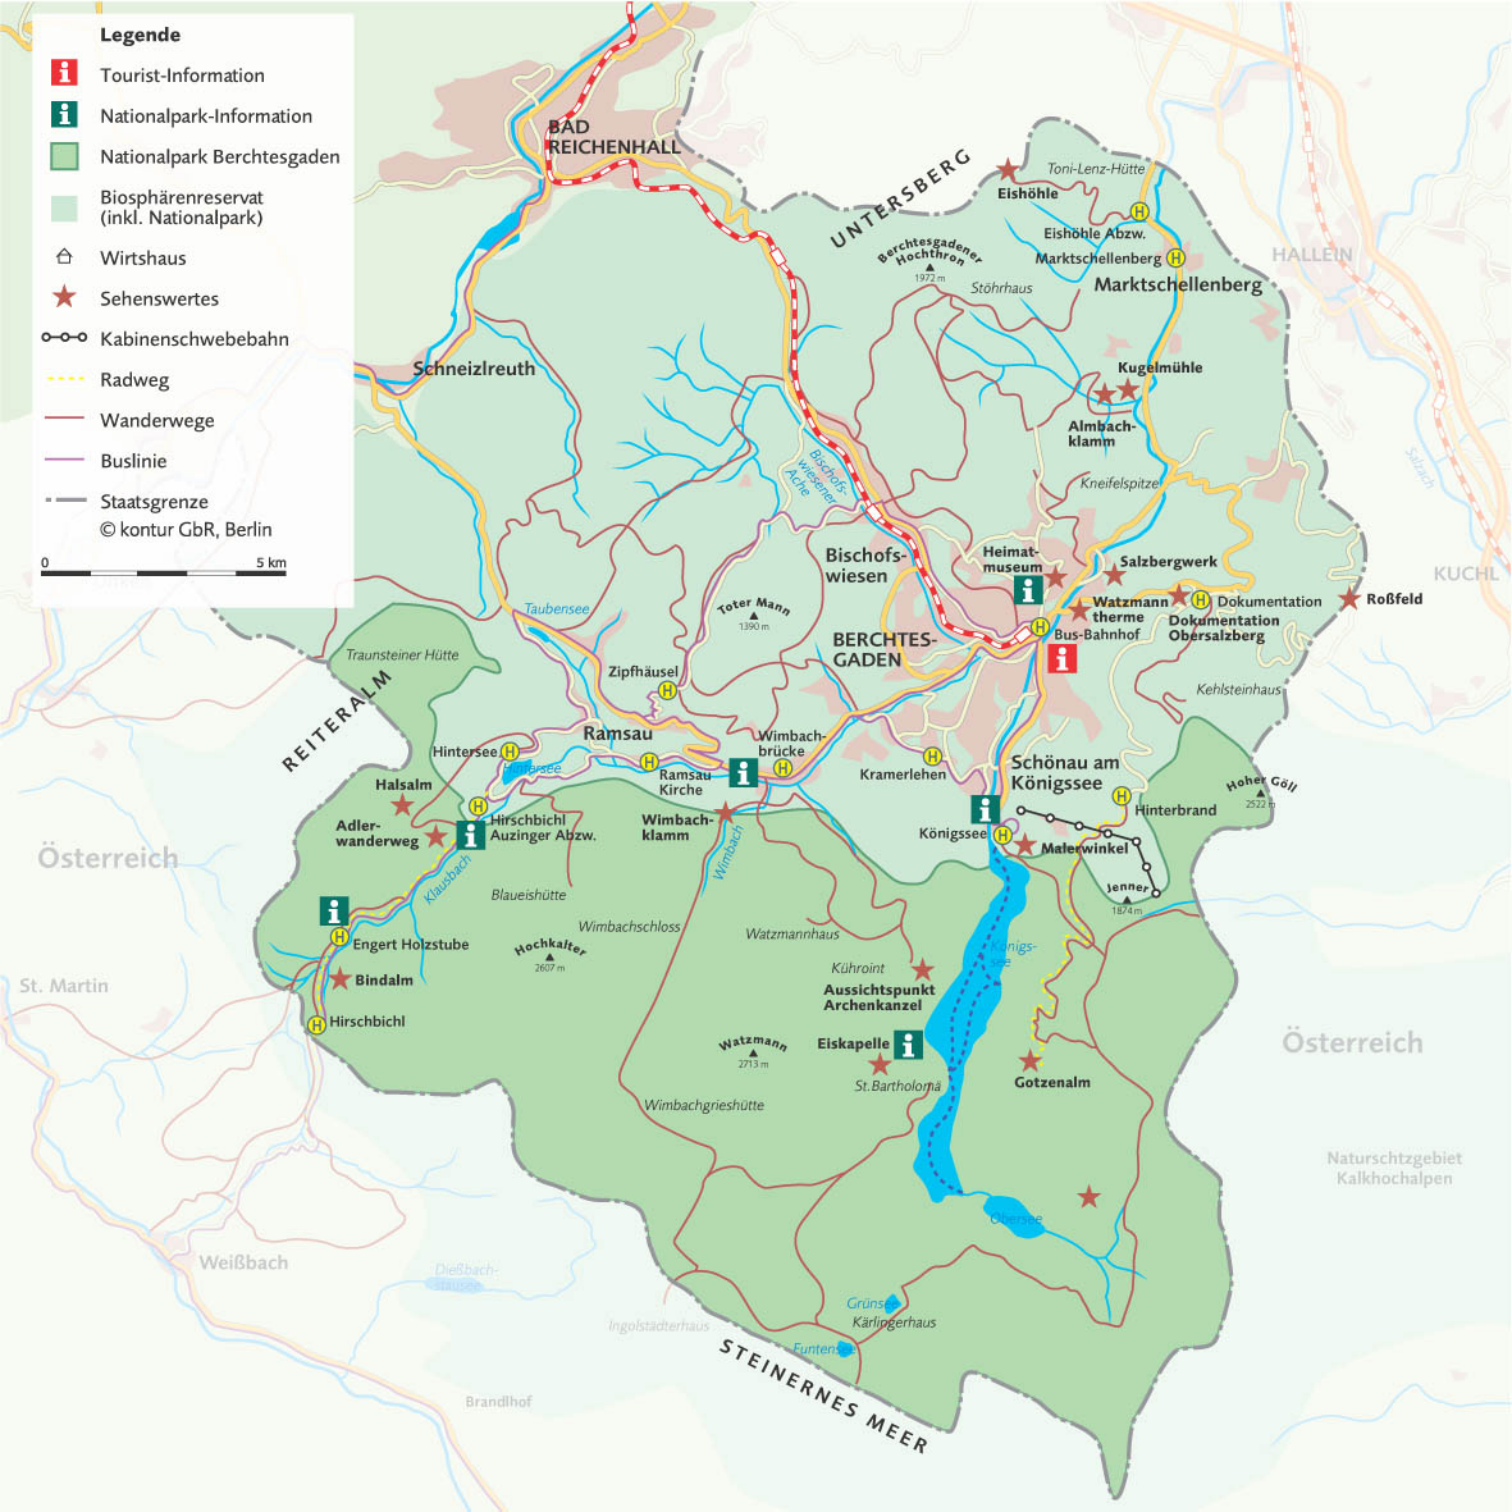 Legende
Tourist-Information
Nationalpark-Information
Nationalpark Berchtesgaden
Biosphärenreservat
(inkl. Nationalpark)
Wirtshaus
Sehenswertes
Kabinenschwebebahn
Radweg
Wanderwege
Buslinie
Staatsgrenze
© kontur GbR, Berlin
0 5 km
BAD
REICHENHALL
UNTERSBERG
Eishöhle
Toni-Lenz-Hütte
H
Eishöhle Abzw.
Marktschellenberg H
Marktschellenberg
Berchtesgadener
Hochthron
1972 m
Stöhrhaus
HALLEIN
Schneizlreuth
Kugelmühle
Almbach-
klamm
Bischofs-
wiesener
Ache
Kneifelspitze
Salzach
Bischofs-
wiesen
Heimat-
museum
Salzbergwerk
KUCHL
Watzmann
therme
H Dokumentation
Dokumentation
Obersalzberg
Roßfeld
H
Bus-Bahnhof
Taubensee
Toter Mann
1390 m
BERCHTES-
GADEN
Traunsteiner Hütte
Zipfhäusel
H
Kehlsteinhaus
REITERALM
Ramsau
Hintersee H
Hintersee
H
Ramsau
Kirche
Wimbach-
brücke
H
Kramerlehen
H
Schönau am
Königssee
Hoher Göll
2522 m
Halsalm
H
Hirschbichl
Auzinger Abzw.
Adler-
wanderweg
Wimbach-
klamm
Wimbach
H
Hinterbrand
Königssee H
Malerwinkel
Österreich
Klausbach
Jenner
1874 m
Blaueishütte
Wimbachschloss
Watzmannhaus
H
Engert Holzstube
Hochkalter
2607 m
Königs-
see
Kühroint
Aussichtspunkt
Archenkanzel
St. Martin
Bindalm
H Hirschbichl
Watzmann
2713 m
Eiskapelle
St.Bartholomä
Österreich
Gotzenalm
Wimbachgrieshütte
Naturschtzgebiet
Kalkhochalpen
Obersee
Weißbach
Dießbach-
stausee
Grünsee
Kärlingerhaus
Ingolstädterhaus
Funtensee
STEINERNES MEER
Brandlhof